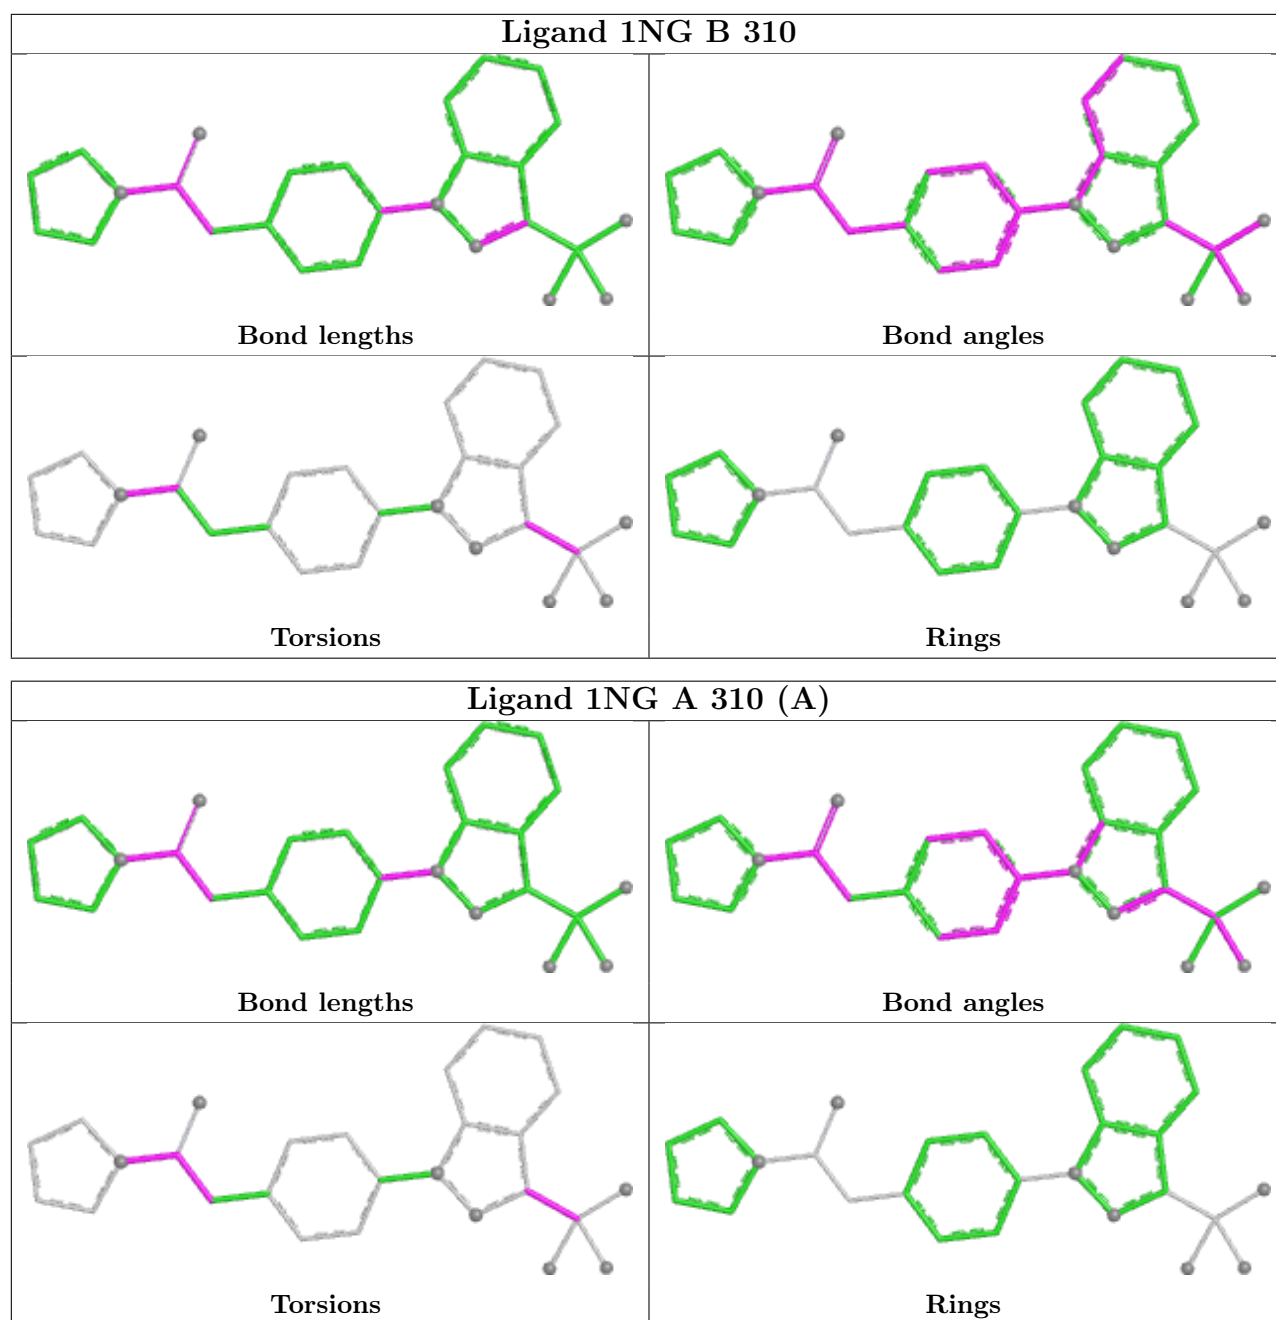 Ligand 1NG B 310
Bond lengths
Bond angles
Torsions
Rings
Ligand 1NG A 310 (A)
Bond lengths
Bond angles
Torsions
Rings